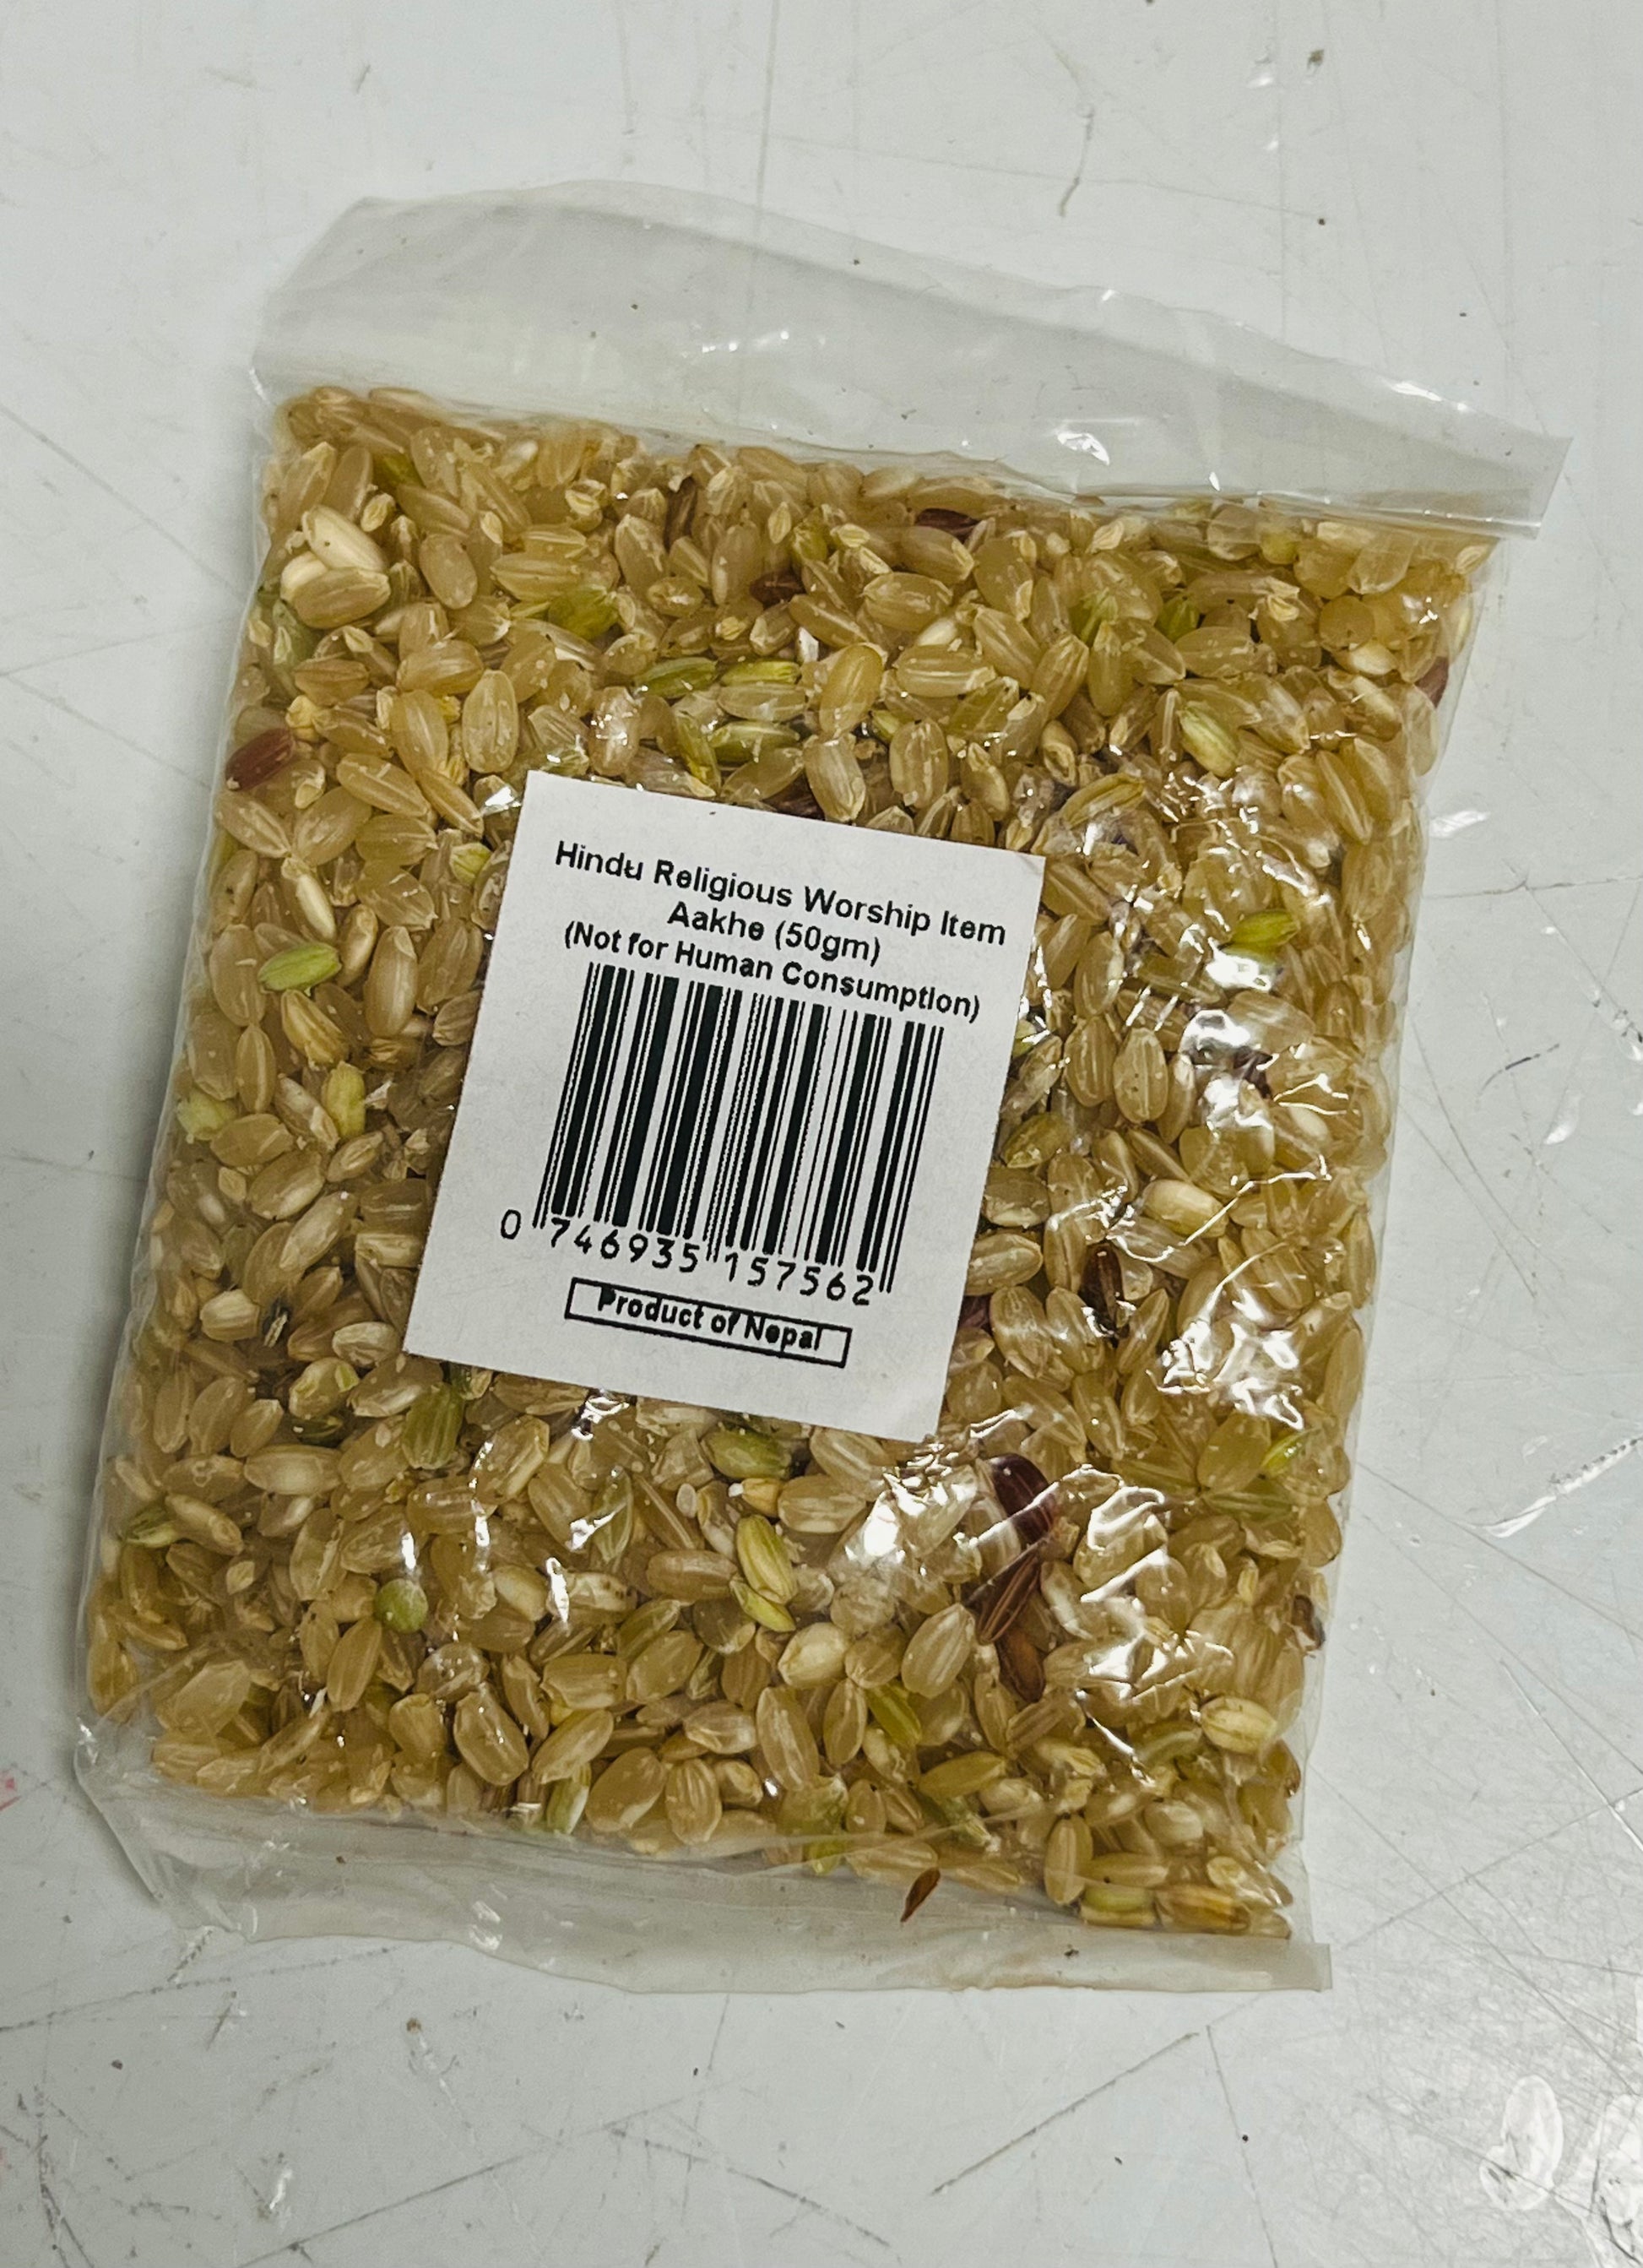 Hindu Religious Worship Item
Aakhe (50gm)
(Not for Human Consumption)
0 746935 157562
Product of Nepal